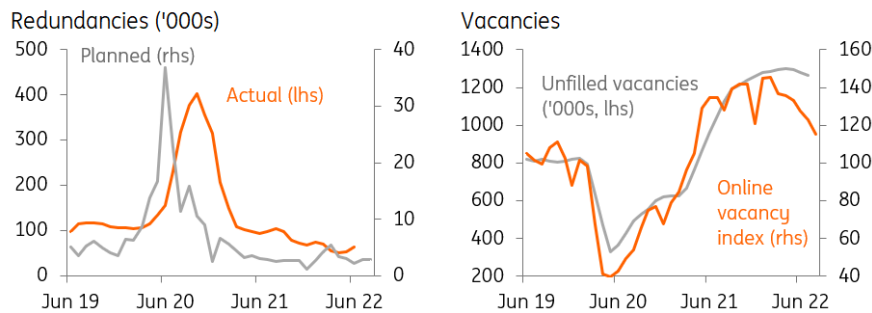 Redundancies ('000s)
500
400
300
200
100
0
40
30
20
10
0
Planned (rhs)
Actual (lhs)
Jun 19
Jun 20
Jun 21
Jun 22
Vacancies
1400
1200
1000
800
600
400
200
160
140
120
100
80
60
40
Unfilled vacancies
('000s, lhs)
Online
vacancy
index (rhs)
Jun 19
Jun 20
Jun 21
Jun 22